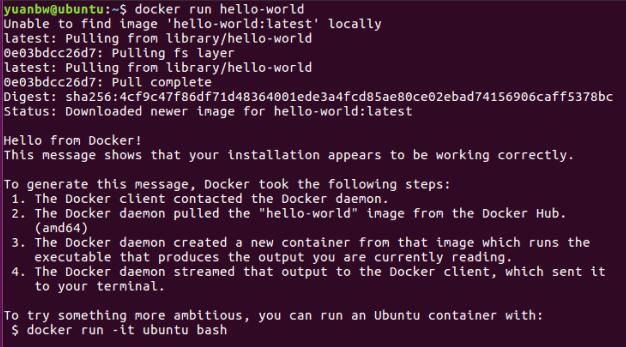 yuanbw@ubuntu:~$ docker run hello-world
Unable to find image 'hello-world:latest' locally
latest: Pulling from library/hello-world
0e03bdcc26d7: Pulling fs layer
latest: Pulling from library/hello-world
0e03bdcc26d7: Pull complete
Digest: sha256:4cf9c47f86df71d48364001ede3a4fcd85ae80ce02ebad74156906caff5378bc
Status: Downloaded newer image for hello-world:latest
Hello from Docker!
This message shows that your installation appears to be working correctly.
To generate this message, Docker took the following steps:
1. The Docker client contacted the Docker daemon.
2. The Docker daemon pulled the "hello-world" image from the Docker Hub.
(amd64)
3. The Docker daemon created a new container from that image which runs the
executable that produces the output you are currently reading.
4. The Docker daemon streamed that output to the Docker client, which sent it
to your terminal.
To try something more ambitious, you can run an Ubuntu container with:
$ docker run -it ubuntu bash